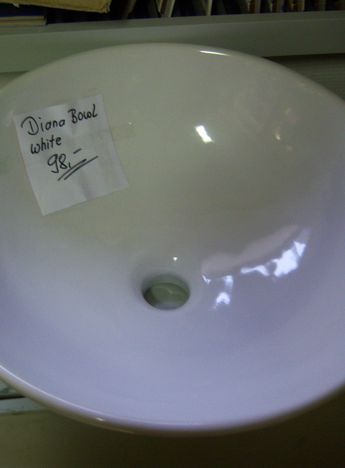 Diana Bowl
white
98,-